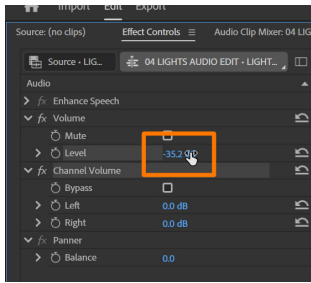 Import Edit Export
Source: (no clips) Effect Controls Audio Clip Mixer: 04 LIG
Source • LIG... 04 LIGHTS AUDIO EDIT • LIGHT...
Audio
fx Enhance Speech
fx Volume
Mute
Level -35.2
fx Channel Volume
Bypass
Left 0.0 dB
Right 0.0 dB
fx Panner
Balance 0.0